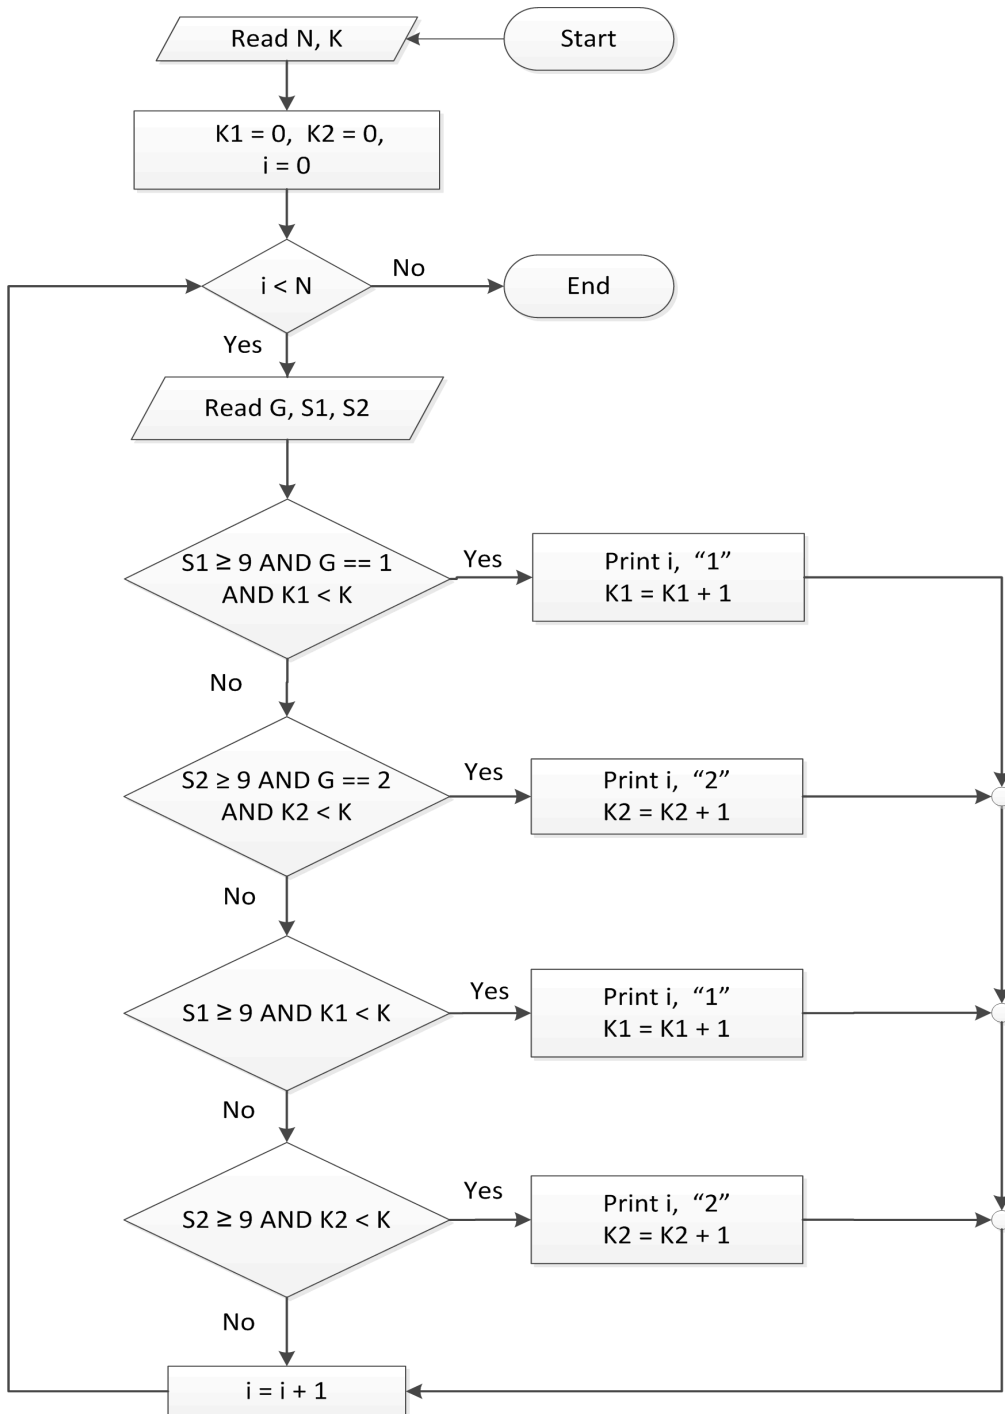 Start
Read N, K
K1 = 0, K2 = 0,
i = 0
i < N
No
End
Yes
Read G, S1, S2
S1 ≥ 9 AND G == 1
AND K1 < K
Yes
Print i, “1”
K1 = K1 + 1
No
S2 ≥ 9 AND G == 2
AND K2 < K
Yes
Print i, “2”
K2 = K2 + 1
No
S1 ≥ 9 AND K1 < K
Yes
Print i, “1”
K1 = K1 + 1
No
S2 ≥ 9 AND K2 < K
Yes
Print i, “2”
K2 = K2 + 1
No
i = i + 1